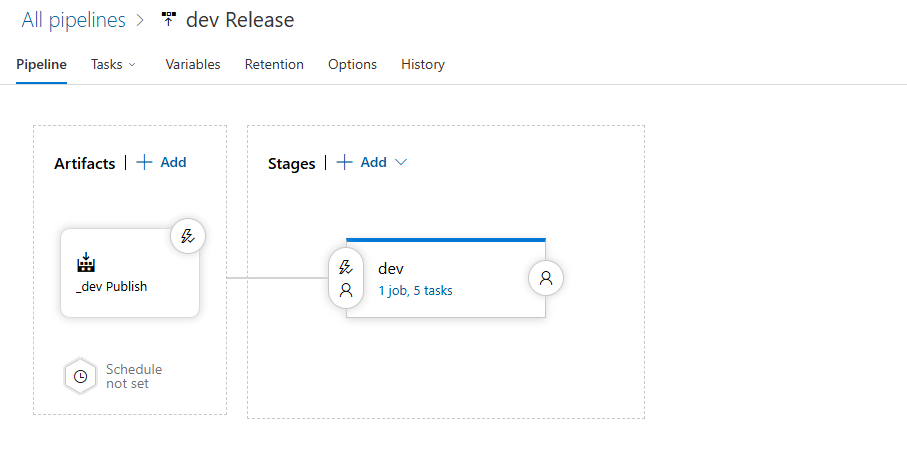 All pipelines > dev Release
Pipeline Tasks Variables Retention Options History
Artifacts | + Add
Stages | + Add
_dev Publish
dev
1 job, 5 tasks
Schedule
not set